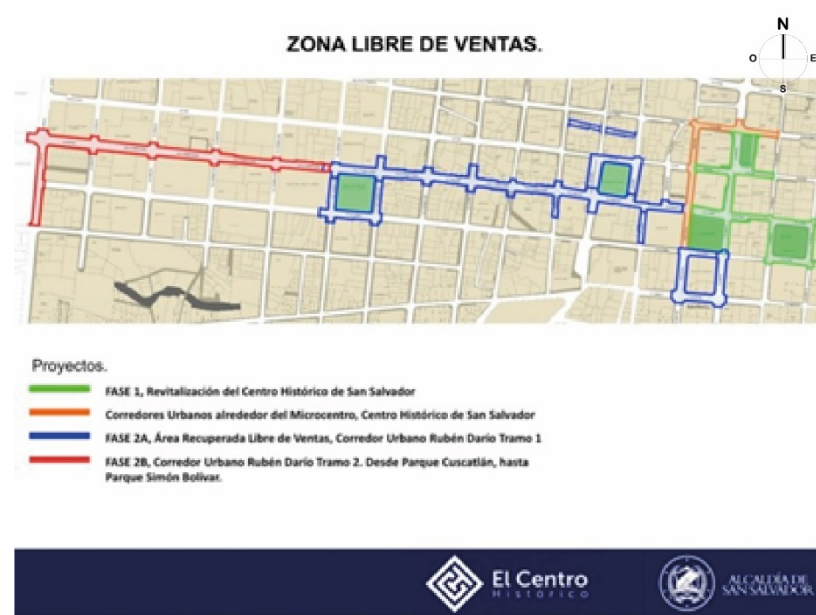 ZONA LIBRE DE VENTAS.
N
O
E
S
Proyectos.
FASE 1, Revitalización del Centro Histórico de San Salvador
Corredores Urbanos alrededor del Microcentro, Centro Histórico de San Salvador
FASE 2A, Área Recuperada Libre de Ventas, Corredor Urbano Rubén Darío Tramo 1
FASE 2B, Corredor Urbano Rubén Darío Tramo 2. Desde Parque Cuscatlán, hasta
Parque Simón Bolívar.
El Centro
Histórico
ALCALDÍA DE
SAN SALVADOR